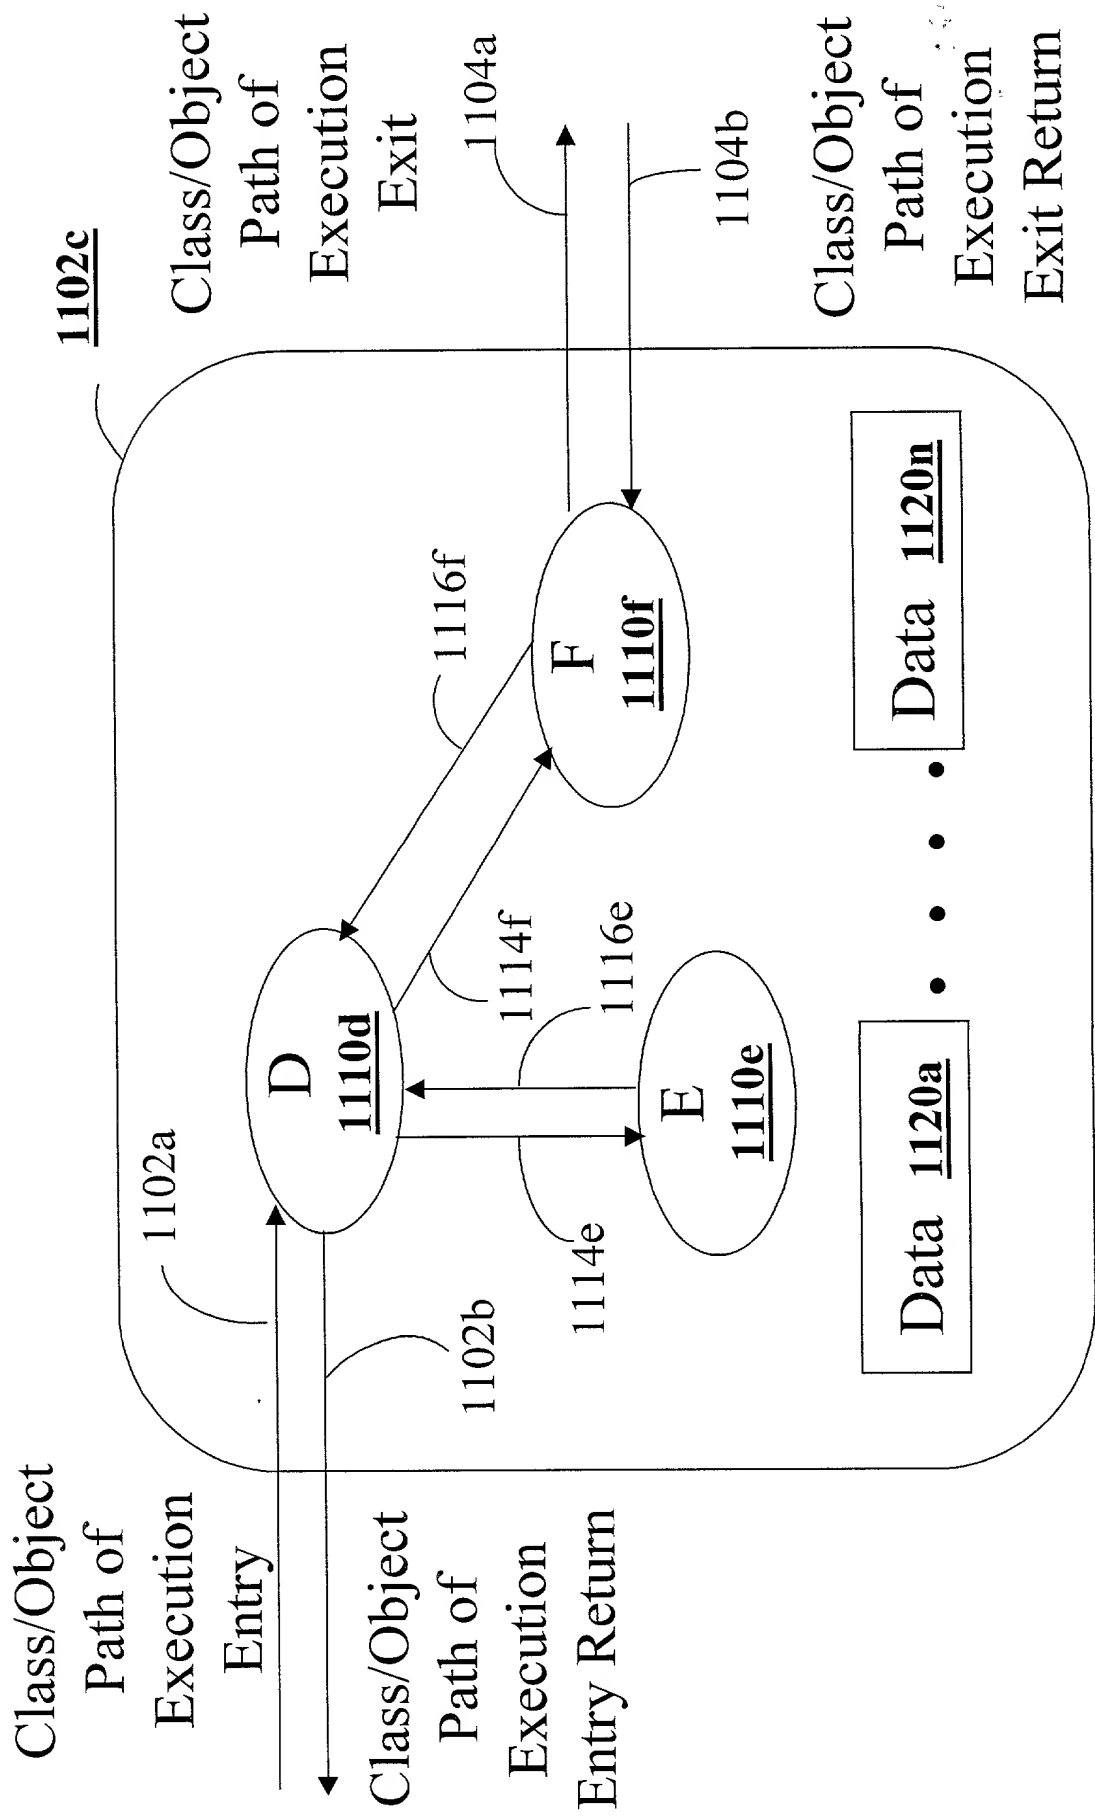 Class/Object
Path of
Execution
Entry
Class/Object
Path of
Execution
Entry Return
1102a
1102b
1102c
D
1110d
1114e
1116e
1114f
1116f
E
1110e
F
1110f
Data 1120a
Data 1120n
Class/Object
Path of
Execution
Exit
1104a
1104b
Class/Object
Path of
Execution
Exit Return